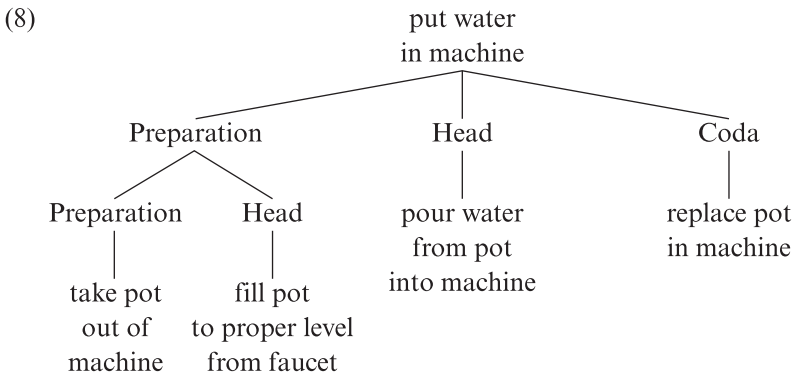 (8)
put water
in machine
Preparation
Head
Coda
Preparation
Head
pour water
from pot
into machine
replace pot
in machine
take pot
out of
machine
fill pot
to proper level
from faucet